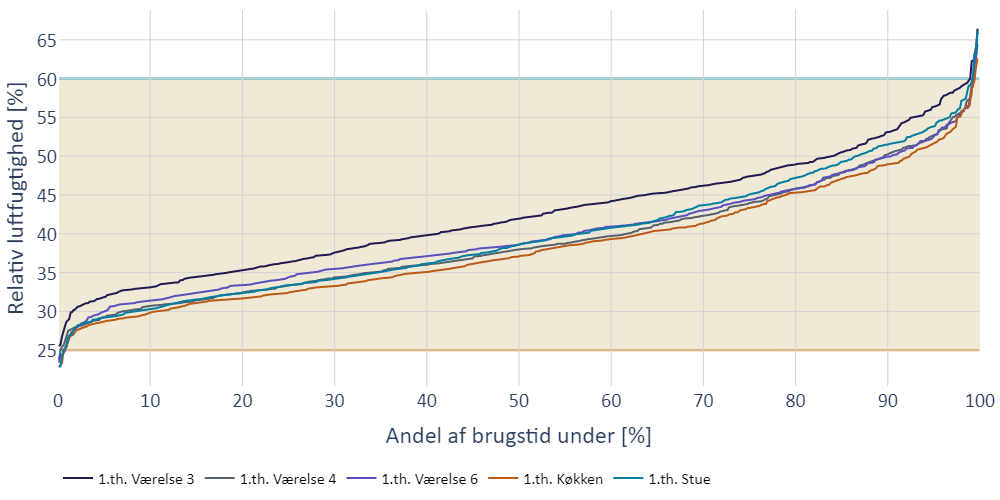 Relativ luftfugtighed [%]
65
60
55
50
45
40
35
30
25
0 10 20 30 40 50 60 70 80 90 100
Andel af brugstid under [%]
1.th. Værelse 3 1.th. Værelse 4 1.th. Værelse 6 1.th. Køkken 1.th. Stue